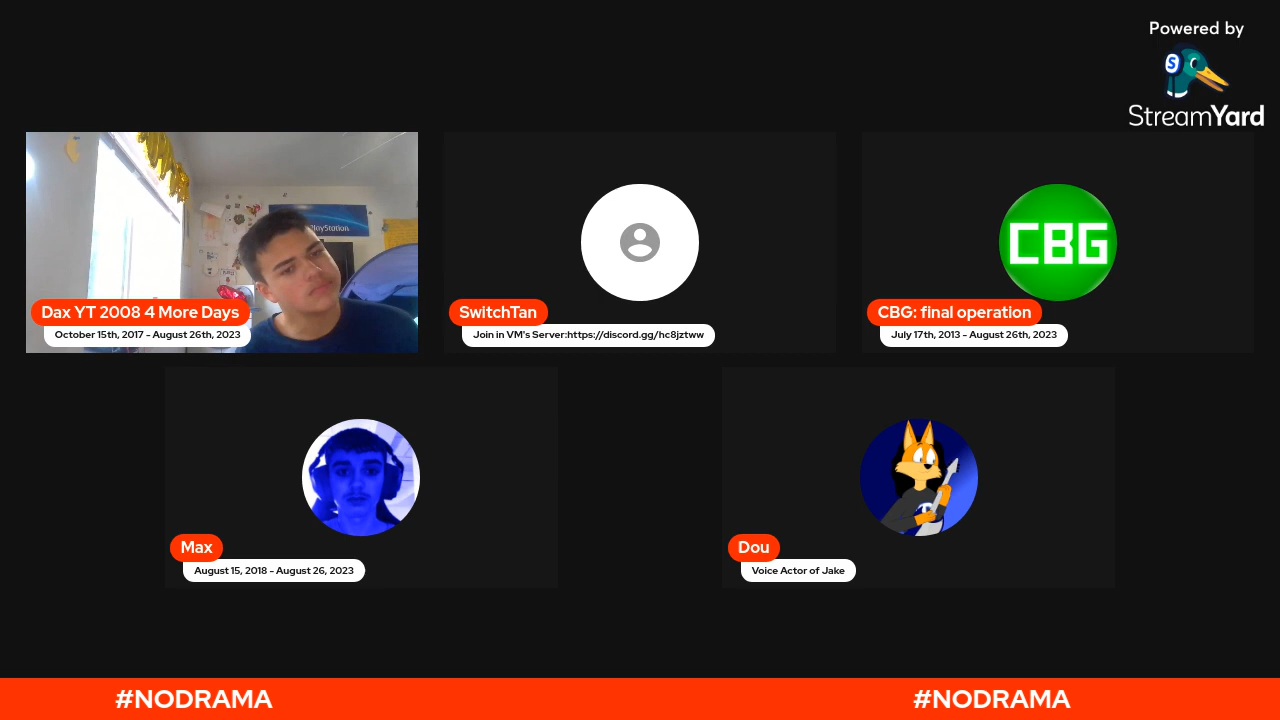 Powered by
S
StreamYard
PlayStation
Dax YT 2008 4 More Days
October 15th, 2017 - August 26th, 2023
SwitchTan
Join in VM's Server:https://discord.gg/hc8jztww
CBG
CBG: final operation
July 17th, 2013 - August 26th, 2023
Max
August 15, 2018 - August 26, 2023
Dou
Voice Actor of Jake
#NODRAMA #NODRAMA